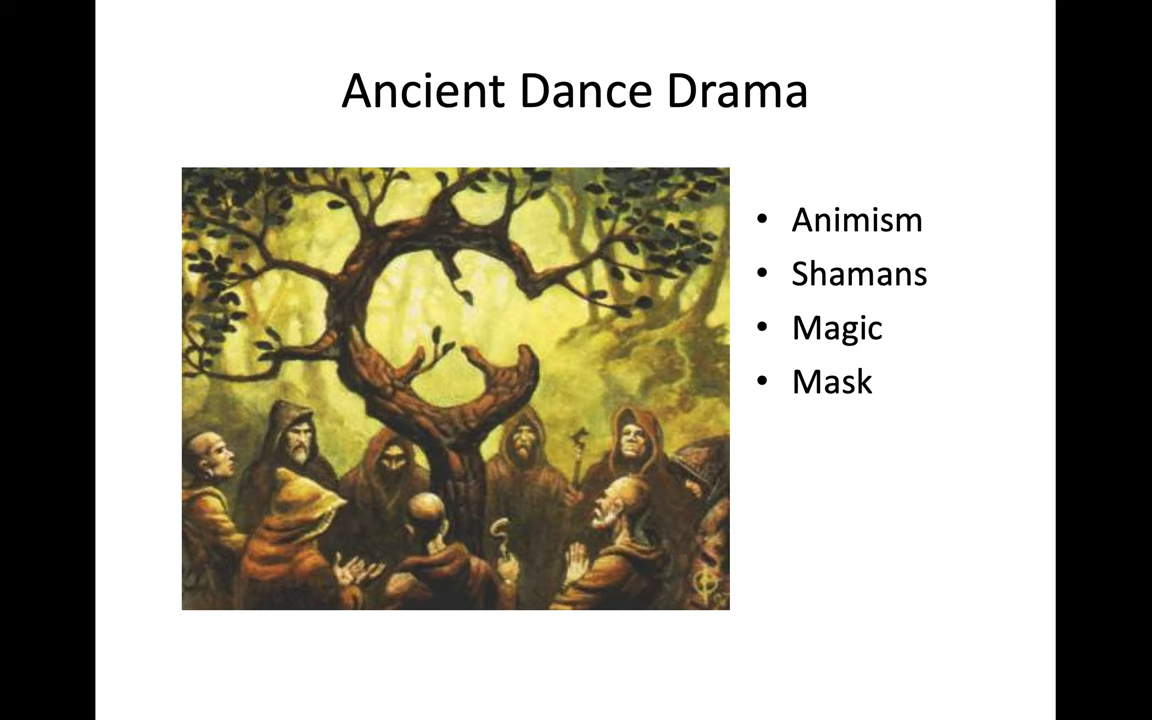 Ancient Dance Drama
• Animism
• Shamans
• Magic
• Mask